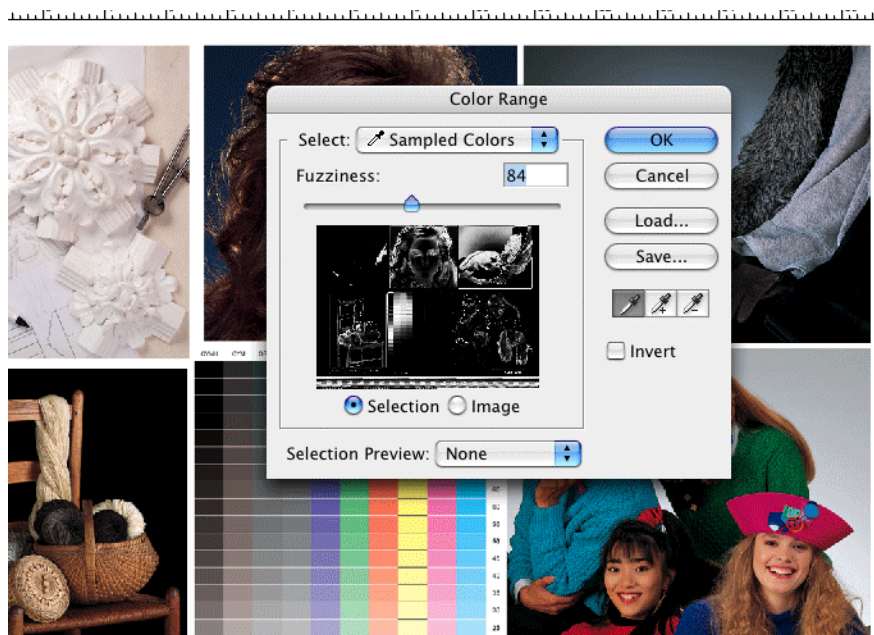 Color Range
Select: Sampled Colors
OK
Fuzziness: 84
Cancel
Load...
Save...
Invert
Selection Image
Selection Preview: None